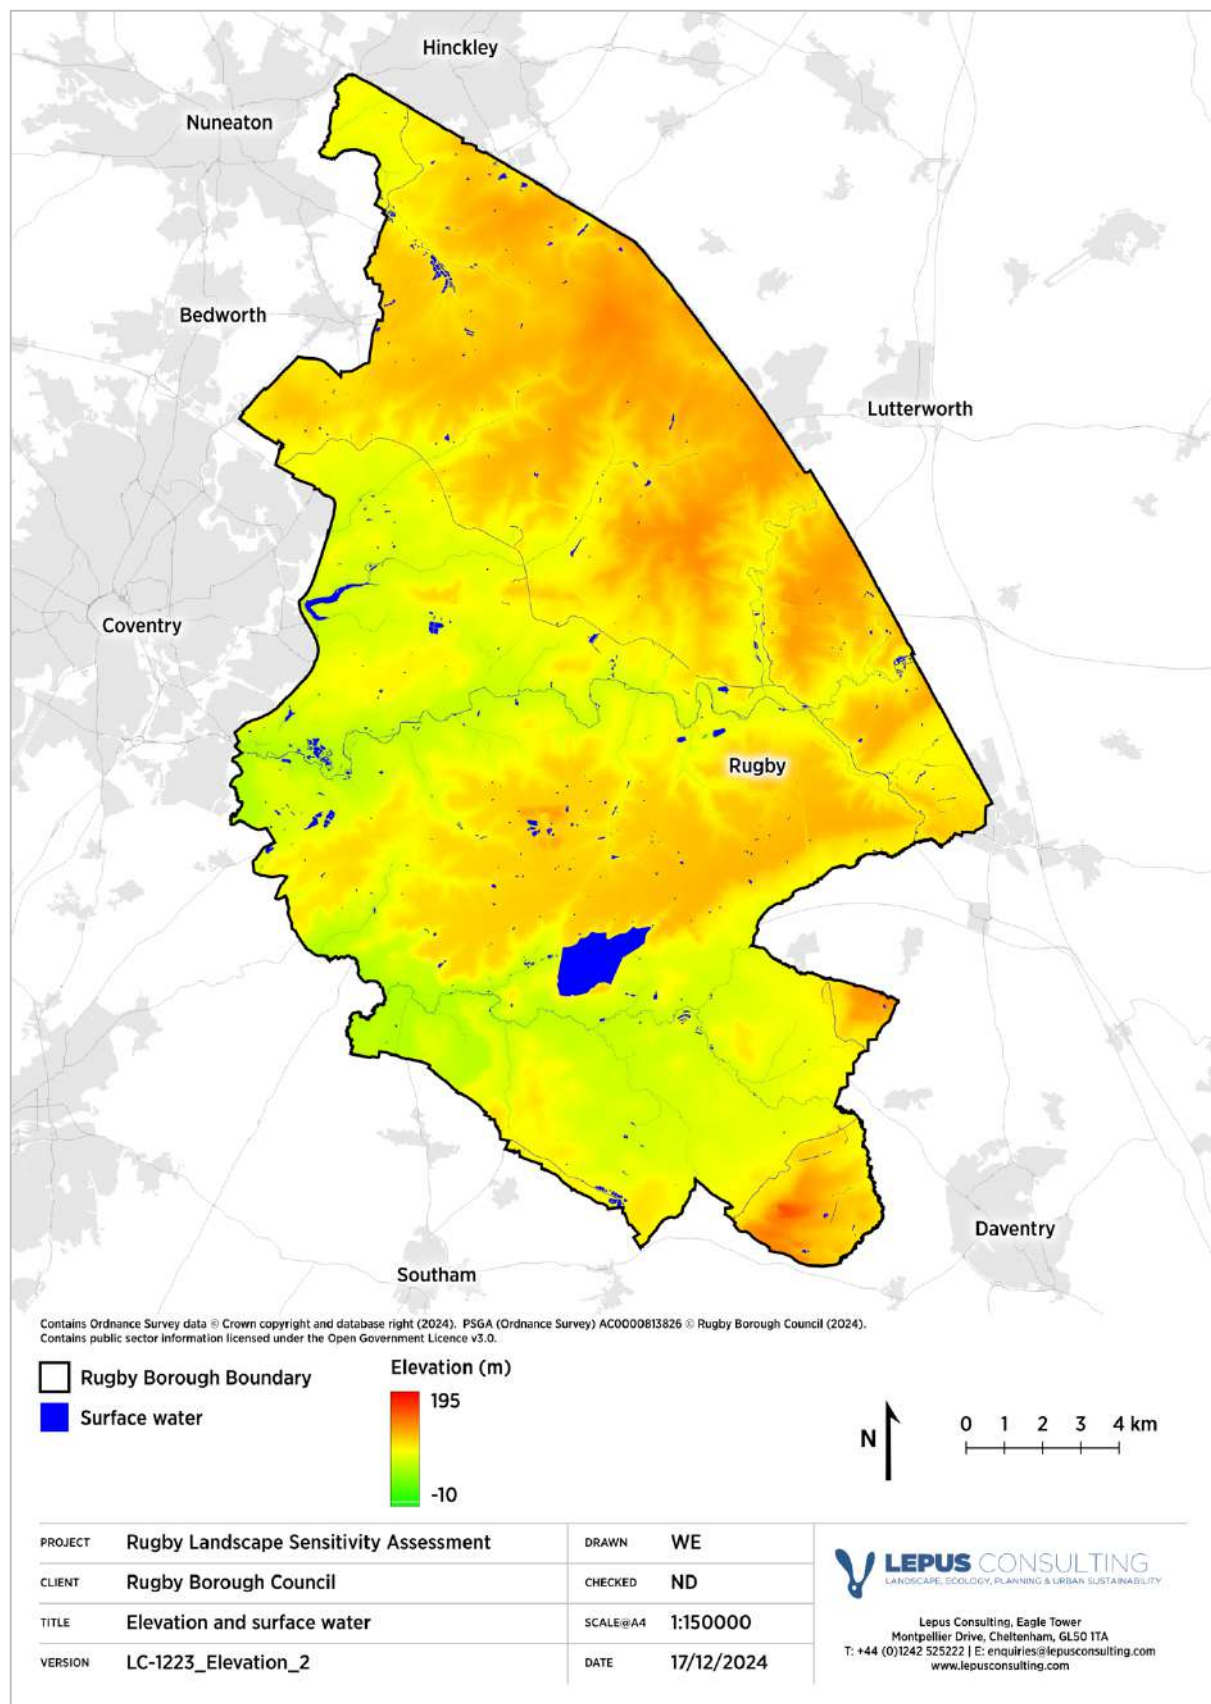 Hinckley
Nuneaton
Bedworth
Lutterworth
Coventry
Rugby
Daventry
Southam
Contains Ordnance Survey data © Crown copyright and database right (2024). PSGA (Ordnance Survey) AC0000813826 © Rugby Borough Council (2024).
Contains public sector information licensed under the Open Government Licence v3.0.
Rugby Borough Boundary
Surface water
Elevation (m)
195
-10
N
0 1 2 3 4 km
PROJECT Rugby Landscape Sensitivity Assessment
CLIENT Rugby Borough Council
TITLE Elevation and surface water
VERSION LC-1223_Elevation_2
DRAWN WE
CHECKED ND
SCALE@A4 1:150000
DATE 17/12/2024
LEPUS CONSULTING
LANDSCAPE, ECOLOGY, PLANNING & URBAN SUSTAINABILITY
Lepus Consulting, Eagle Tower
Montpellier Drive, Cheltenham, GL50 1TA
T: +44 (0)1242 525222 | E: enquiries@lepusconsulting.com
www.lepusconsulting.com